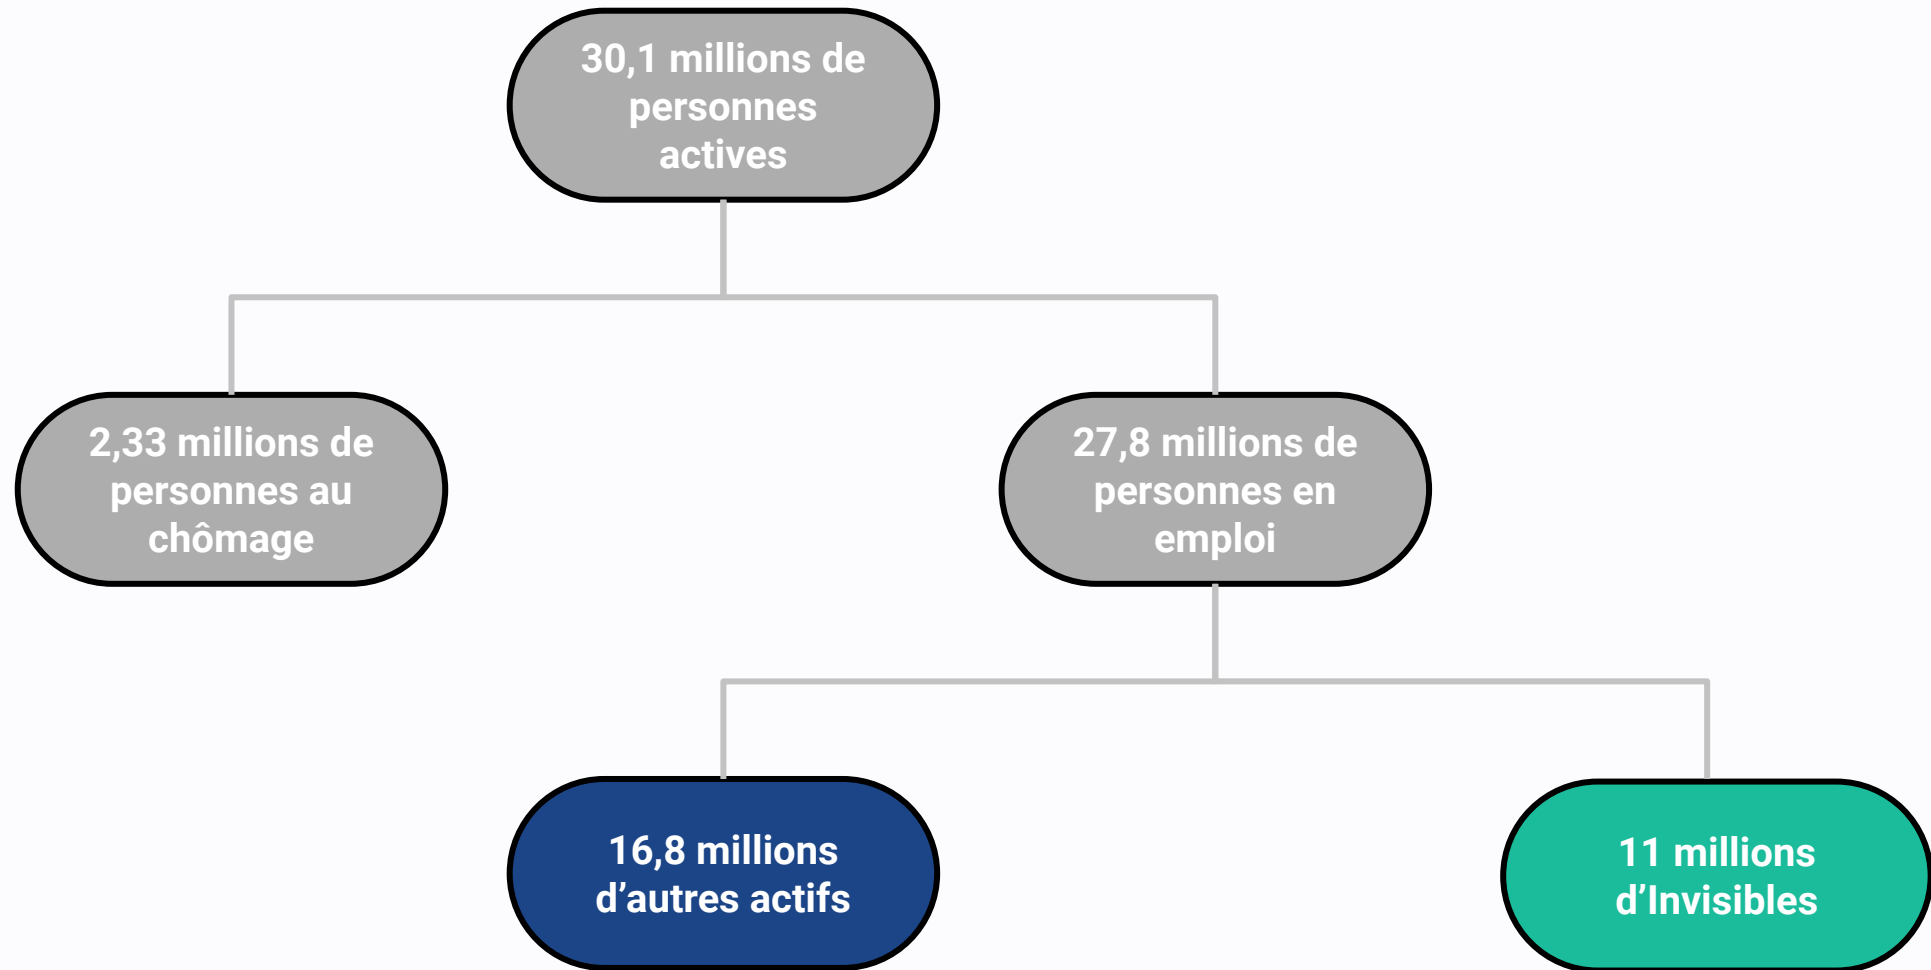 30,1 millions de
personnes
actives
2,33 millions de
personnes au
chômage
27,8 millions de
personnes en
emploi
16,8 millions
d’autres actifs
11 millions
d’Invisibles